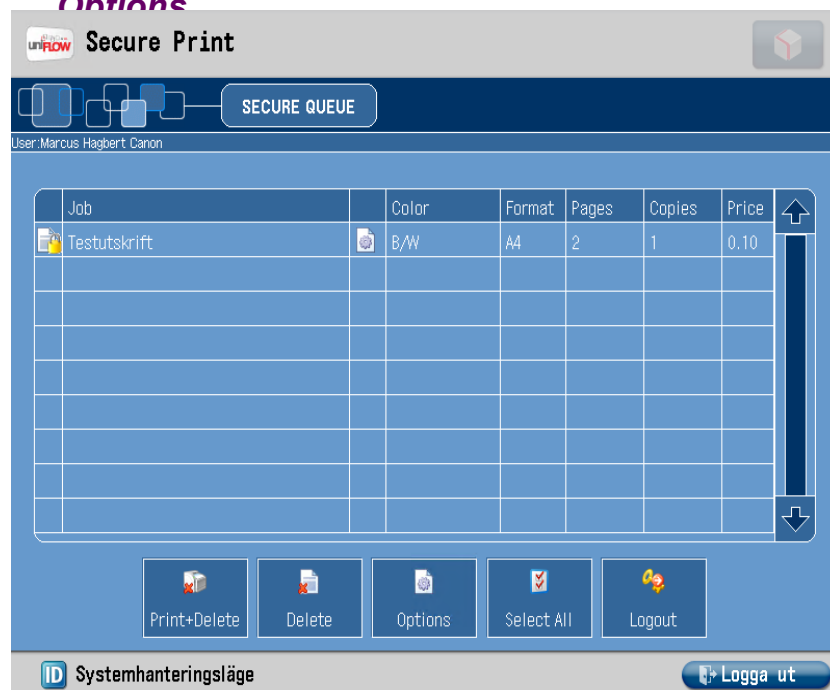 Options
uniFLOW Secure Print
SECURE QUEUE
User:Marcus Hagbert Canon
Job Color Format Pages Copies Price
Testutskrift B/W A4 2 1 0.10
Print+Delete Delete Options Select All Logout
ID Systemhanteringsläge Logga ut